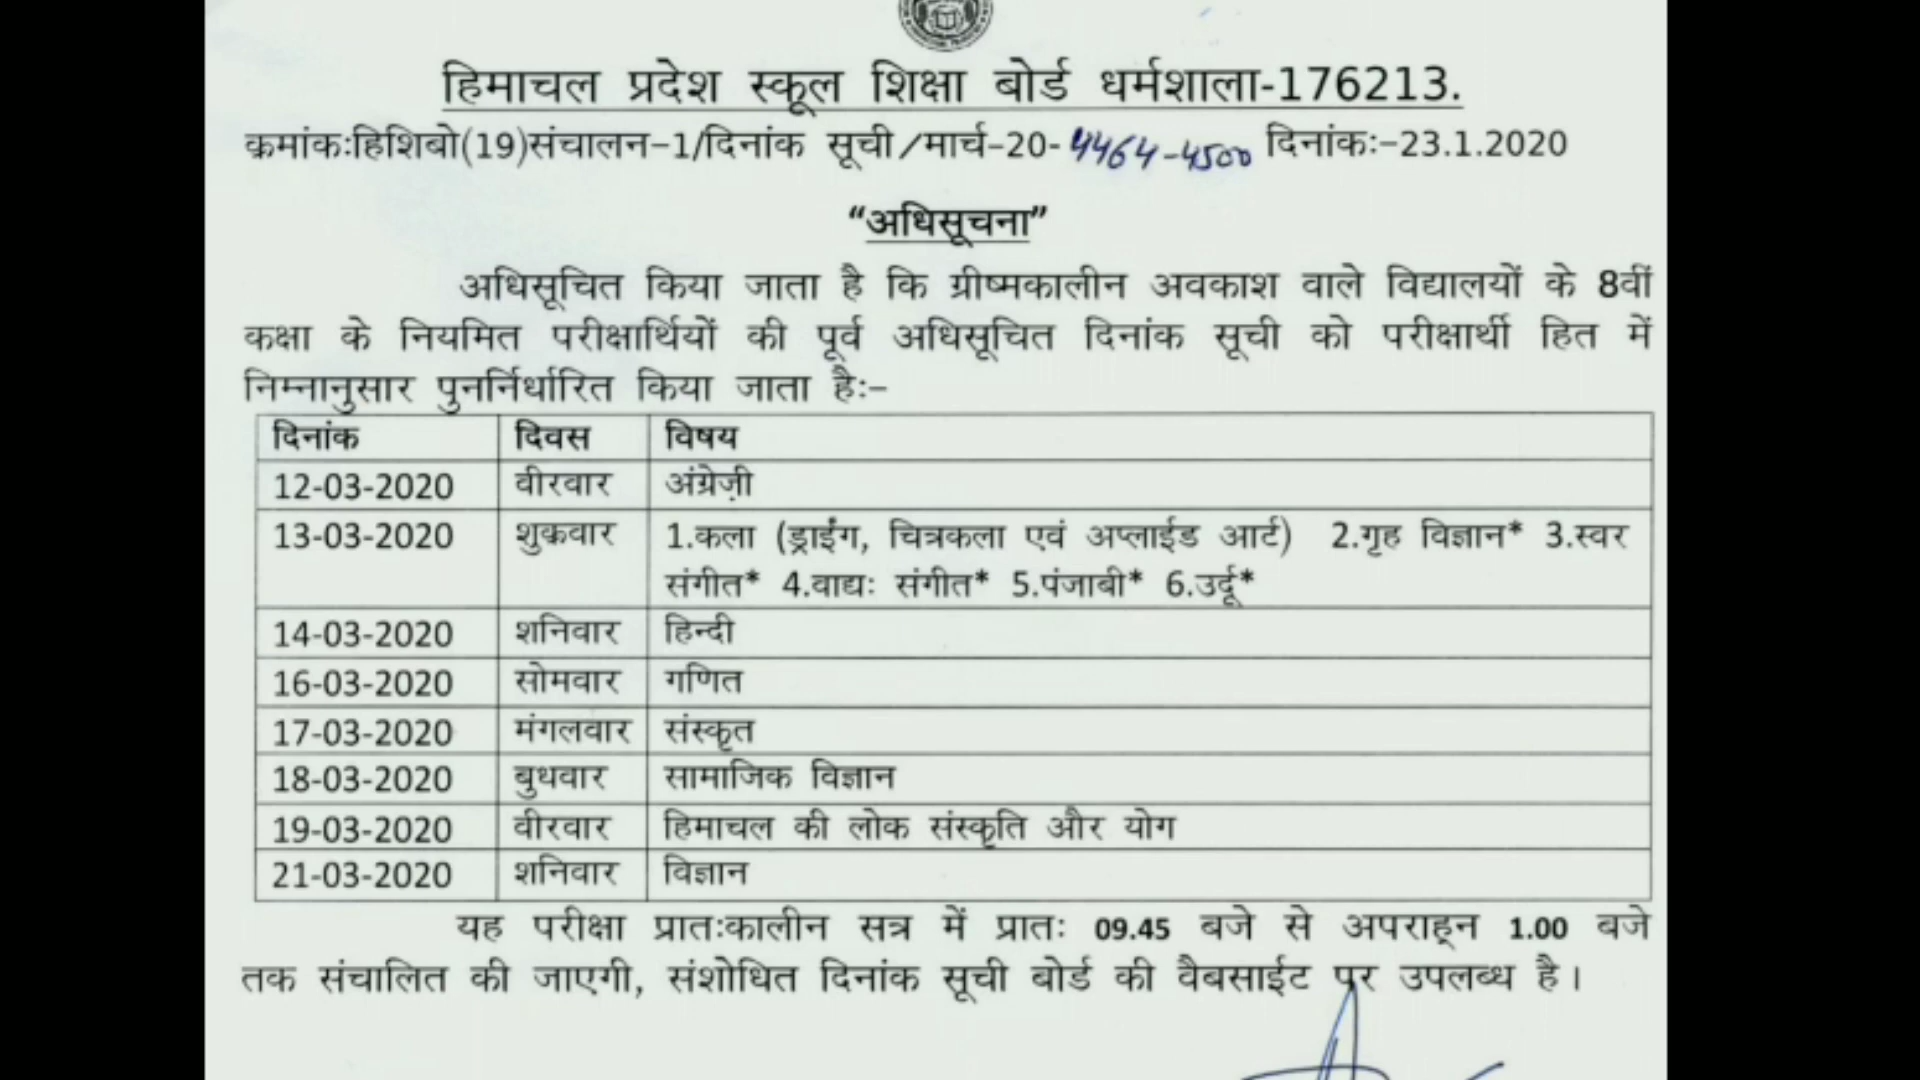 हिमाचल प्रदेश स्कूल शिक्षा बोर्ड धर्मशाला-176213.
क्रमांकःहिशिबो(19)संचालन–1/दिनांक सूची/मार्च–20-4464-4500 दिनांकः–23.1.2020
“अधिसूचना”
अधिसूचित किया जाता है कि ग्रीष्मकालीन अवकाश वाले विद्यालयों के 8वीं
कक्षा के नियमित परीक्षार्थियों की पूर्व अधिसूचित दिनांक सूची को परीक्षार्थी हित में
निम्नानुसार पुनर्निर्धारित किया जाता हैः–
दिनांक दिवस विषय
12-03-2020 वीरवार अंग्रेज़ी
13-03-2020 शुक्रवार 1.कला (ड्राईंग, चित्रकला एवं अप्लाईड आर्ट) 2.गृह विज्ञान* 3.स्वर
संगीत* 4.वाद्यः संगीत* 5.पंजाबी* 6.उर्दू*
14-03-2020 शनिवार हिन्दी
16-03-2020 सोमवार गणित
17-03-2020 मंगलवार संस्कृत
18-03-2020 बुधवार सामाजिक विज्ञान
19-03-2020 वीरवार हिमाचल की लोक संस्कृति और योग
21-03-2020 शनिवार विज्ञान
यह परीक्षा प्रातःकालीन सत्र में प्रातः 09.45 बजे से अपराह्न 1.00 बजे
तक संचालित की जाएगी, संशोधित दिनांक सूची बोर्ड की वैबसाईट पर उपलब्ध है।